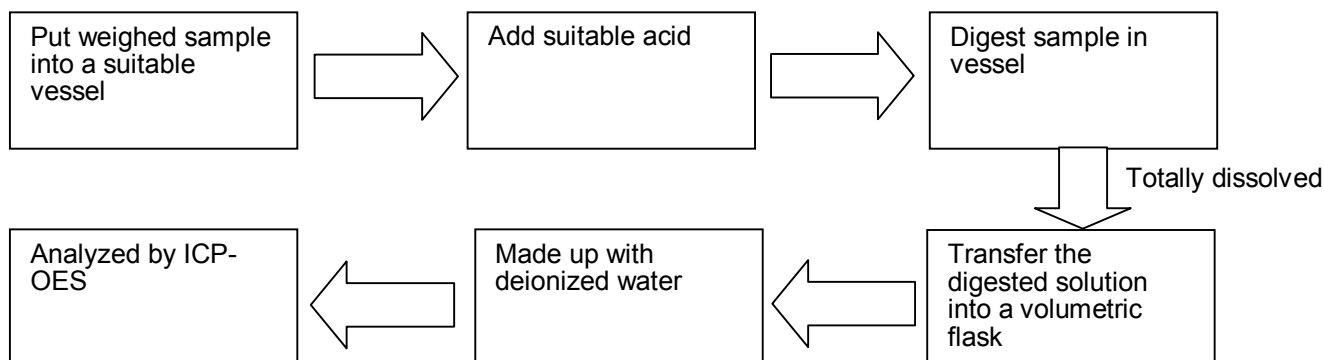 Put weighed sample
into a suitable
vessel
Add suitable acid
Digest sample in
vessel
Totally dissolved
Transfer the
digested solution
into a volumetric
flask
Made up with
deionized water
Analyzed by ICP-
OES